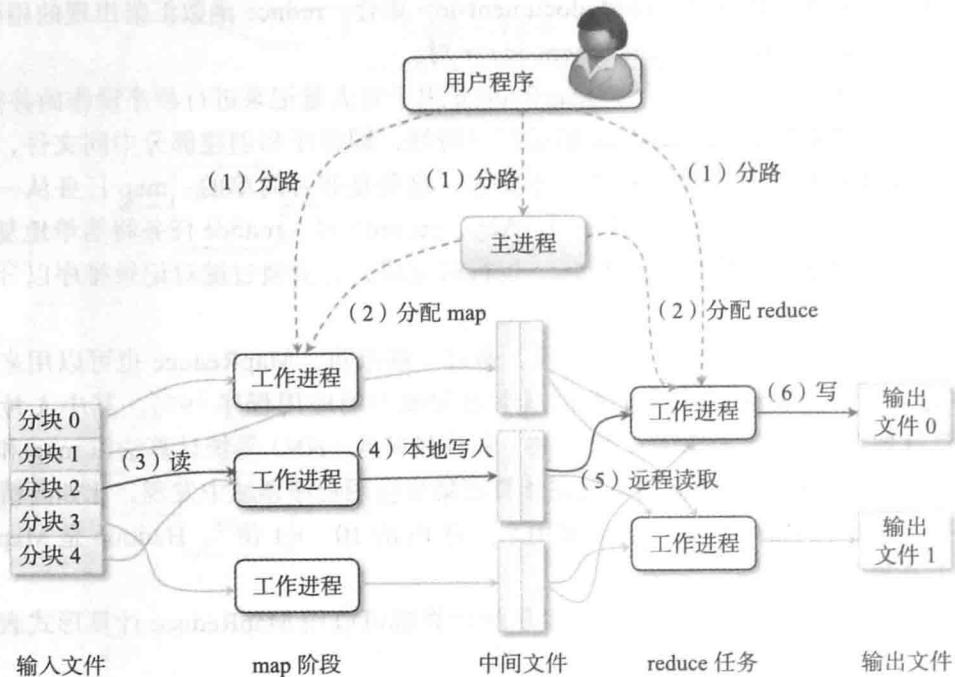 用户程序
(1)分路
(1)分路
(1)分路
主进程
(2)分配 map
(2)分配 reduce
工作进程
分块 0
分块 1
分块 2
分块 3
分块 4
(3)读
工作进程
(4)本地写入
工作进程
工作进程
(6)写
输出
文件 0
(5)远程读取
工作进程
输出
文件 1
输入文件
map 阶段
中间文件
reduce 任务
输出文件